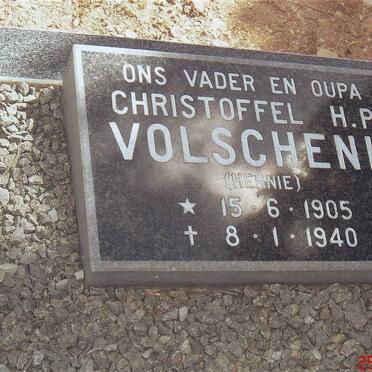 ONS VADER EN OUPA
CHRISTOFFEL H.P
VOLSCHEN
(HENNIE)
★ 15·6·1905
✝ 8·1·1940